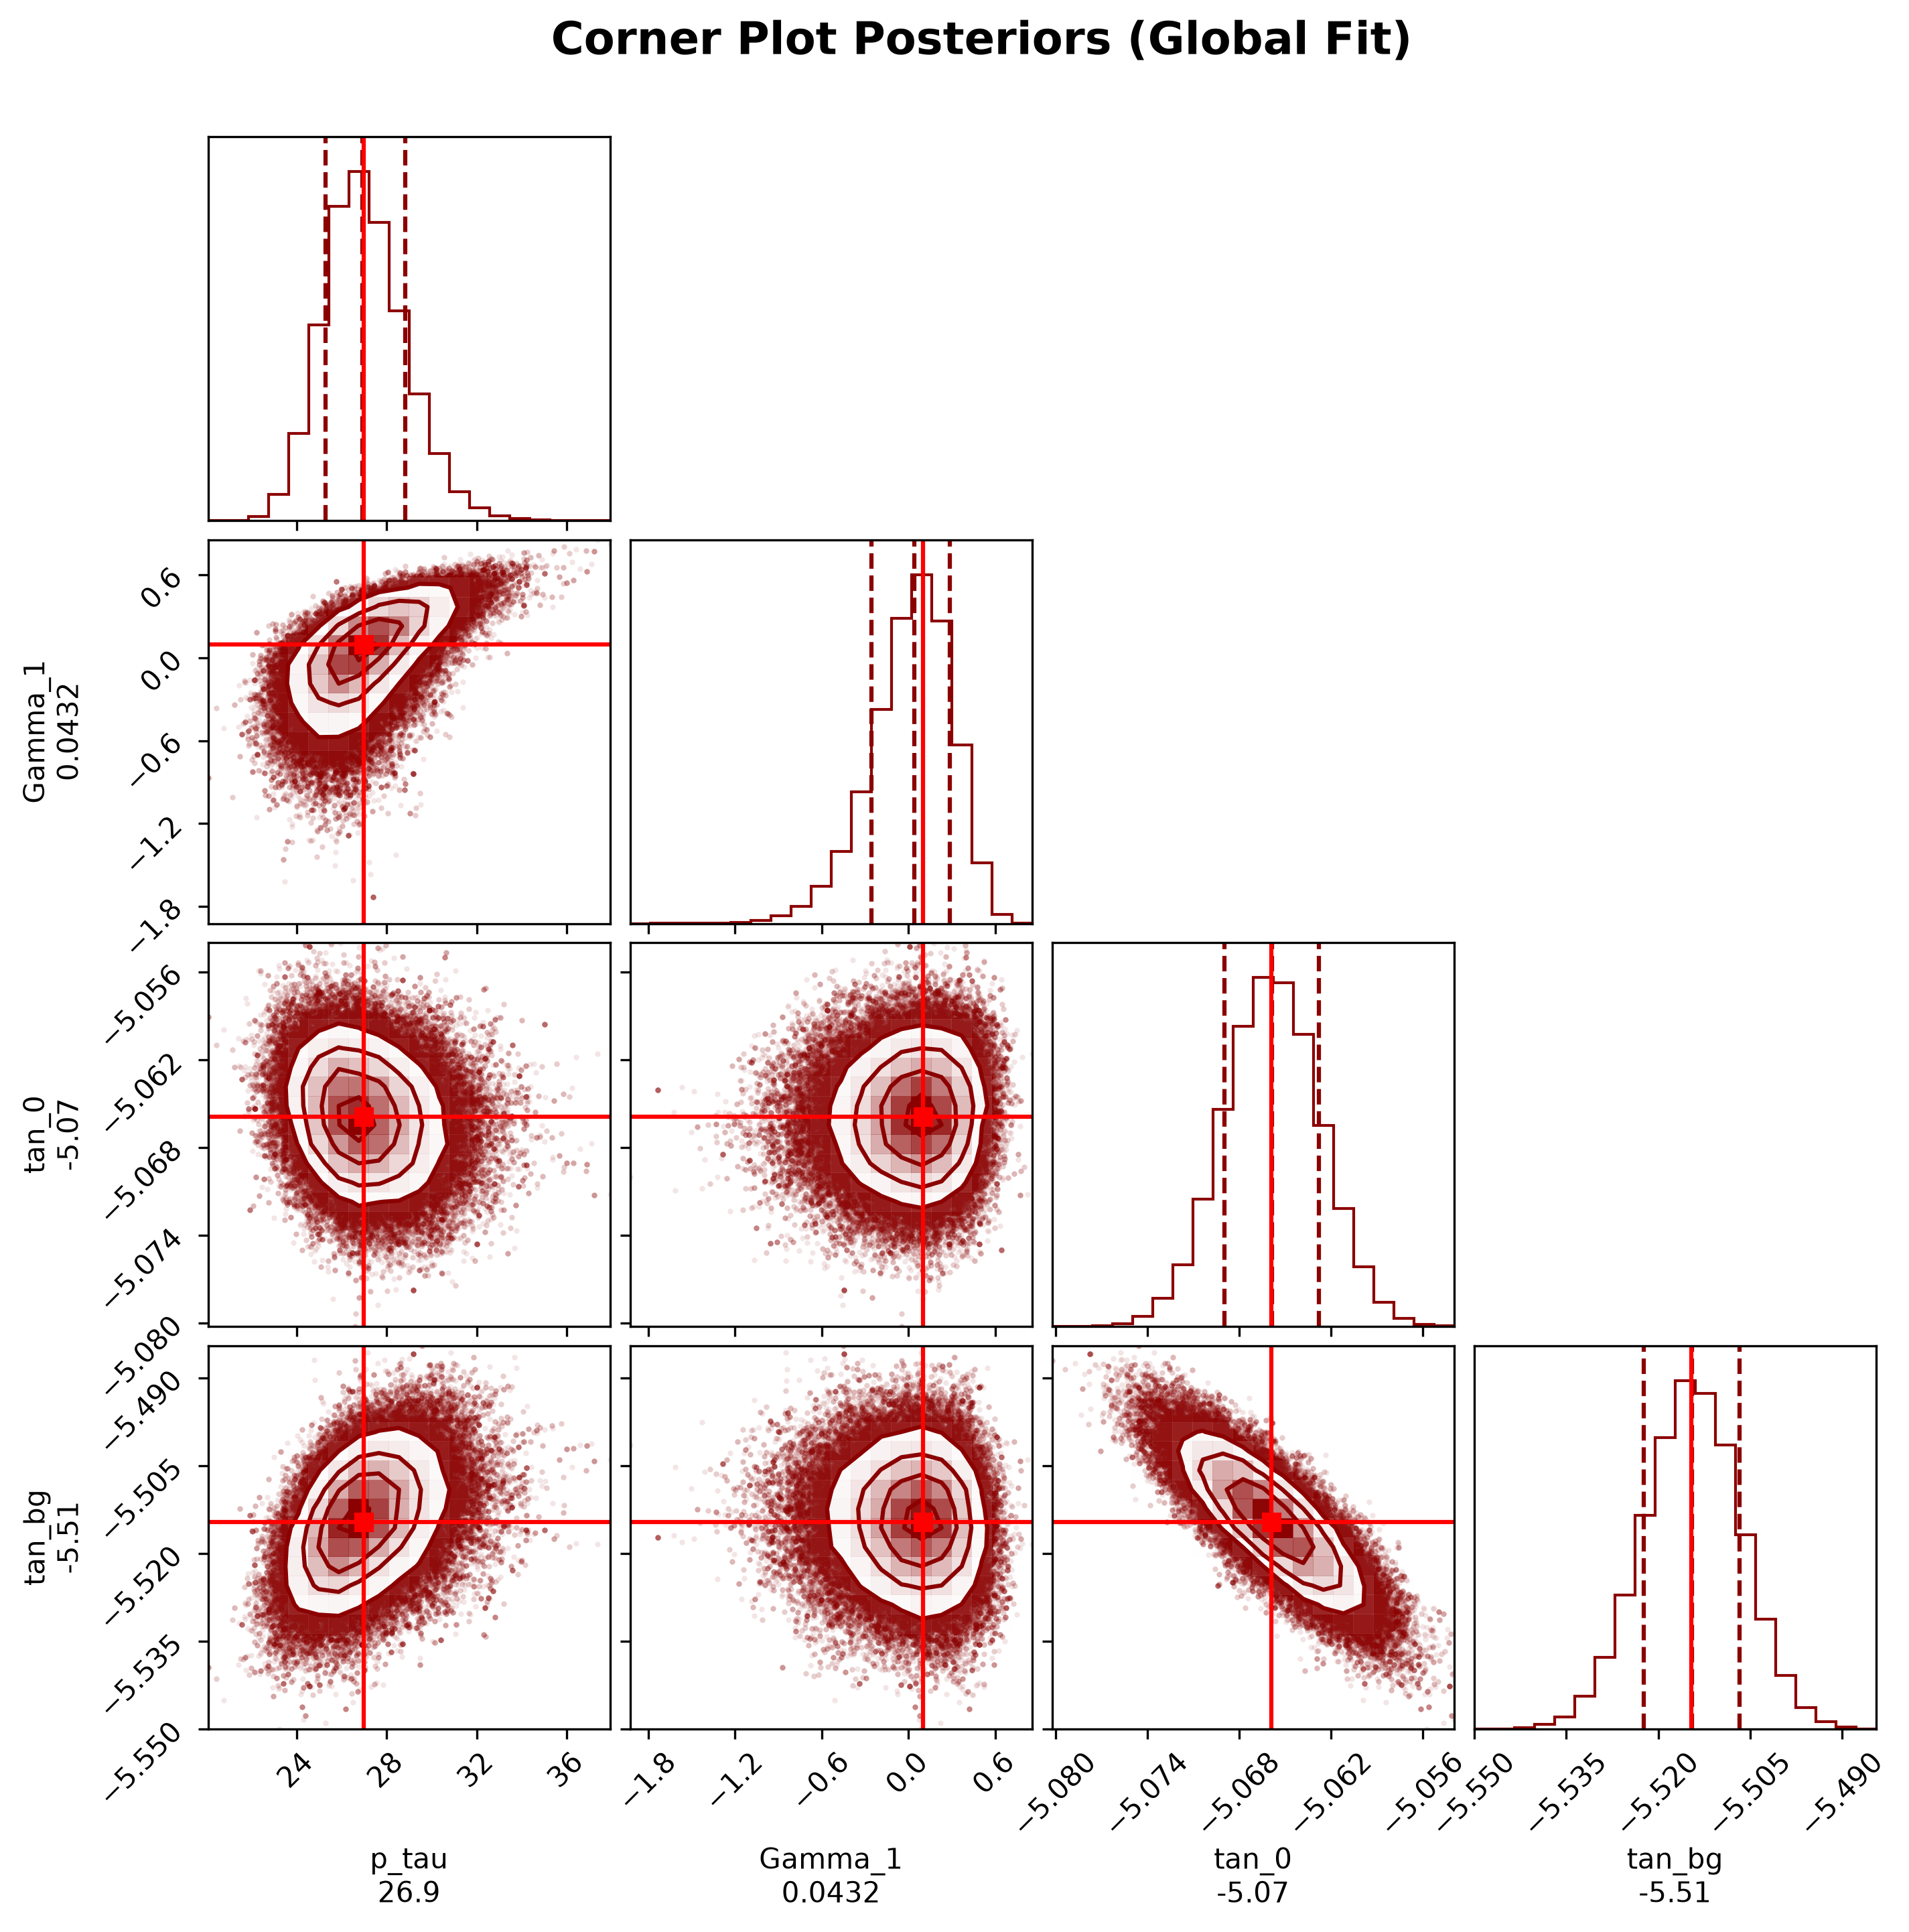 Corner Plot Posteriors (Global Fit)
0.6
0.0
−0.6
−1.2
−1.8
Gamma_1
0.0432
−5.056
−5.062
−5.068
−5.074
−5.080
tan_0
-5.07
−5.490
−5.505
−5.520
−5.535
−5.550
tan_bg
-5.51
24 28 32 36
−1.8 −1.2 −0.6 0.0 0.6
−5.080 −5.074 −5.068 −5.062 −5.056
−5.550 −5.535 −5.520 −5.505 −5.490
p_tau
26.9
Gamma_1
0.0432
tan_0
-5.07
tan_bg
-5.51